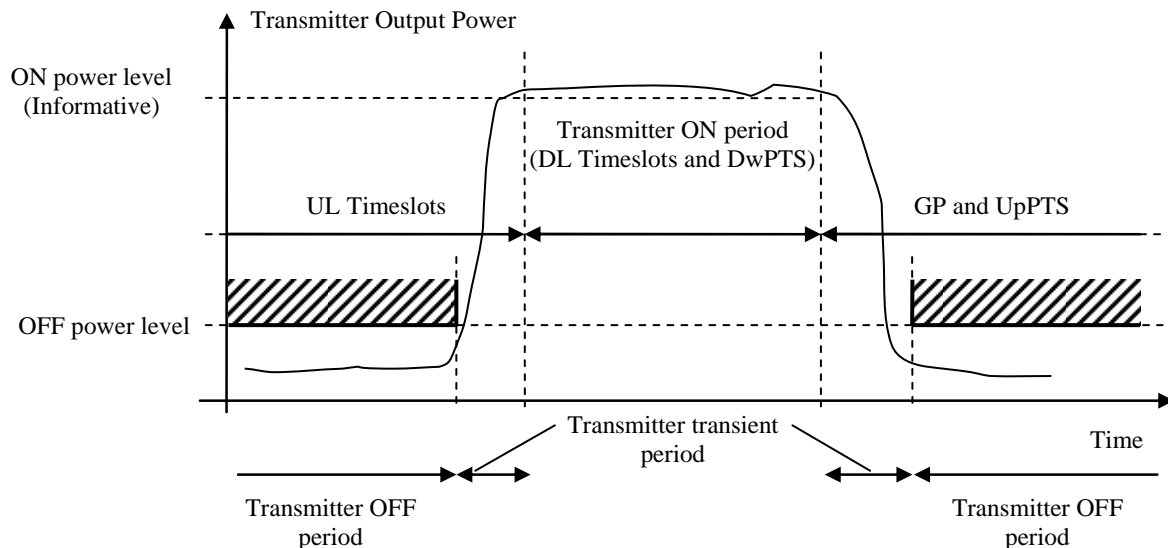 Transmitter Output Power
ON power level
(Informative)
Transmitter ON period
(DL Timeslots and DwPTS)
UL Timeslots
GP and UpPTS
OFF power level
Transmitter transient
period
Time
Transmitter OFF
period
Transmitter OFF
period